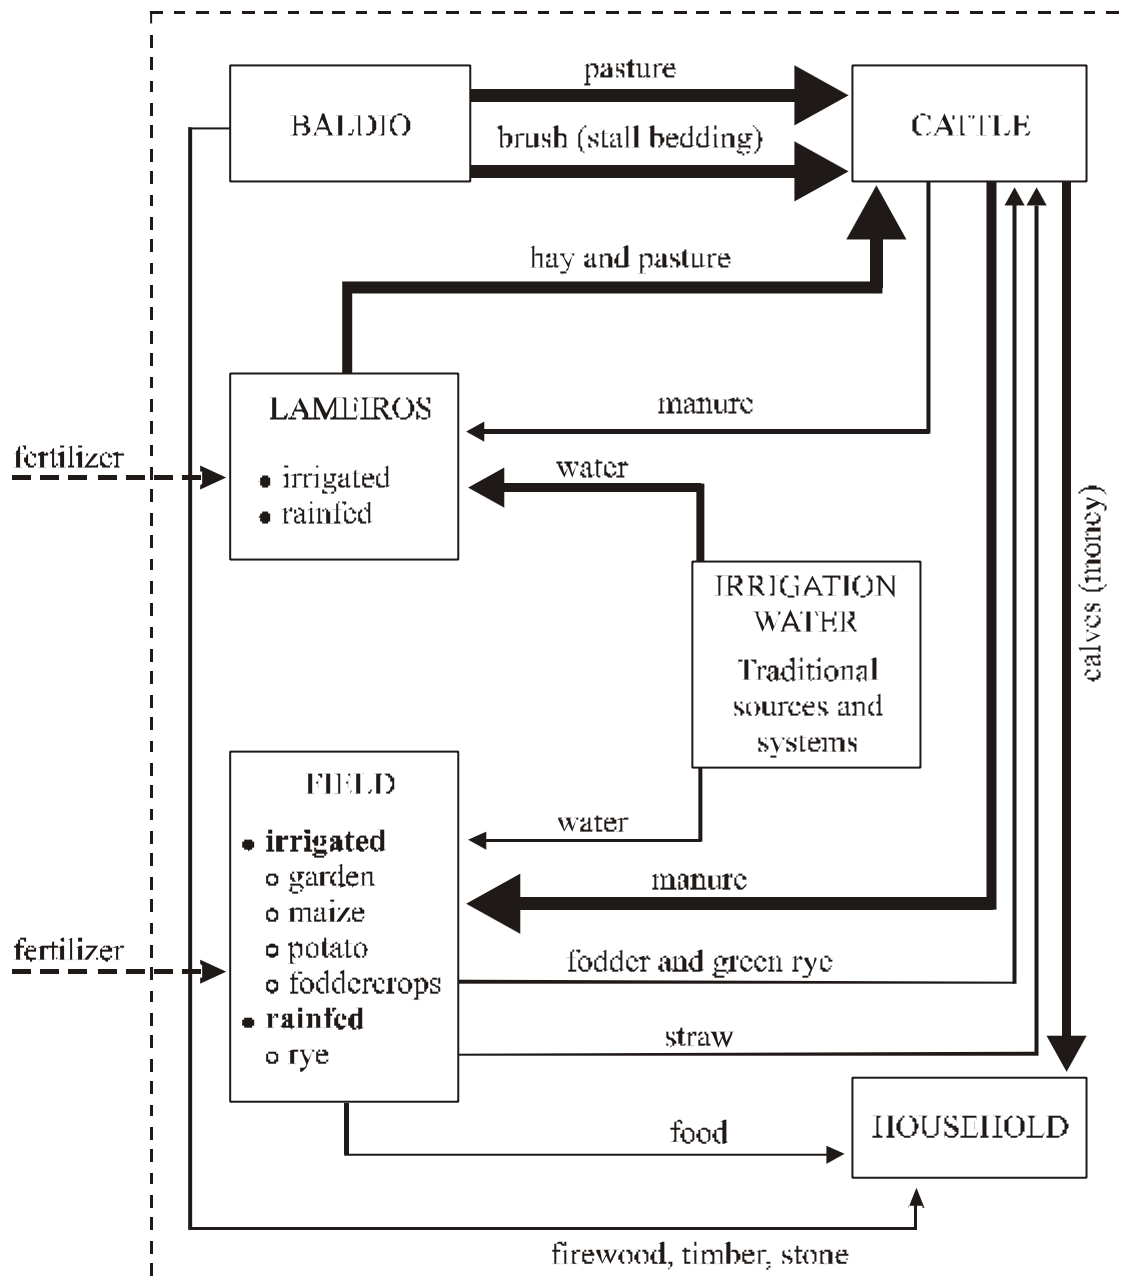 pasture
BALDIO
CATTLE
brush (stall bedding)
hay and pasture
LAMEIROS
manure
fertilizer
water
• irrigated
• rainfed
calves (money)
IRRIGATION
WATER
Traditional
sources and
systems
FIELD
water
• irrigated
o garden
manure
o maize
fertilizer
o potato
fodder and green rye
o foddercrops
• rainfed
straw
o rye
HOUSEHOLD
food
firewood, timber, stone